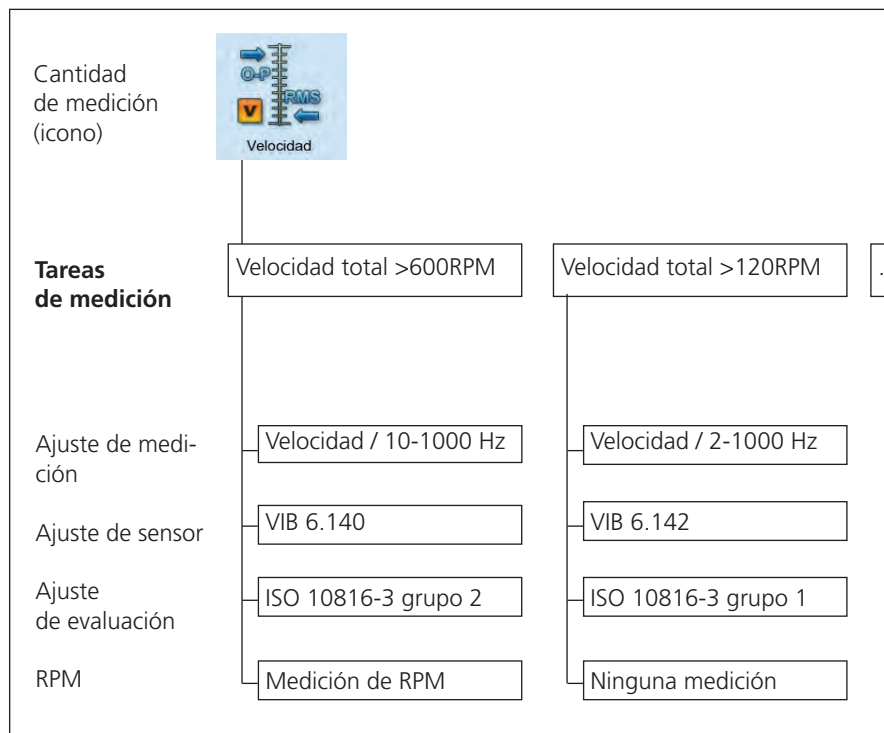 Cantidad
de medición
(icono)
O-P
RMS
V
Velocidad
Tareas
de medición
Velocidad total >600RPM
Velocidad total >120RPM
.
Ajuste de medi-
ción
Velocidad / 10-1000 Hz
Velocidad / 2-1000 Hz
Ajuste de sensor
VIB 6.140
VIB 6.142
Ajuste
de evaluación
ISO 10816-3 grupo 2
ISO 10816-3 grupo 1
RPM
Medición de RPM
Ninguna medición